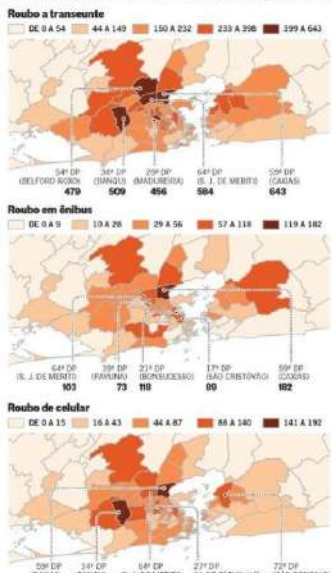 Roubo a transeunte
DE 0 A 54 44 A 149 150 A 232 233 A 398 399 A 643
54ª DP 34ª DP 29ª DP 64ª DP 59ª DP
(BELFORD ROXO) (BANGU) (MADUREIRA) (S. J. DE MERITI) (CAXIAS)
479 509 456 584 643
Roubo em ônibus
DE 0 A 9 10 A 28 29 A 56 57 A 118 119 A 182
64ª DP 39ª DP 21ª DP 17ª DP 59ª DP
(S. J. DE MERITI) (PAVUNA) (BONSUCESSO) (SÃO CRISTÓVÃO) (CAXIAS)
103 73 118 89 182
Roubo de celular
DE 0 A 15 16 A 43 44 A 87 88 A 140 141 A 192
59ª DP 34ª DP 64ª DP 27ª DP 72ª DP